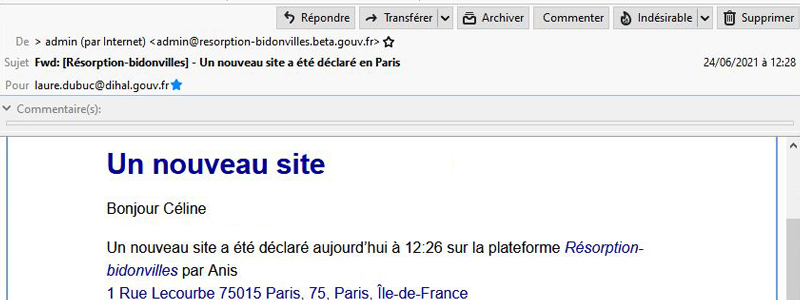 Répondre Transférer Archiver Commenter Indésirable Supprimer
De > admin (par Internet) <admin@resorption-bidonvilles.beta.gouv.fr>
Sujet Fwd: [Résorption-bidonvilles] - Un nouveau site a été déclaré en Paris 24/06/2021 à 12:28
Pour laure.dubuc@dihal.gouv.fr
Commentaire(s):
Un nouveau site
Bonjour Céline
Un nouveau site a été déclaré aujourd'hui à 12:26 sur la plateforme Résorption-
bidonvilles par Anis
1 Rue Lecourbe 75015 Paris, 75, Paris, Île-de-France